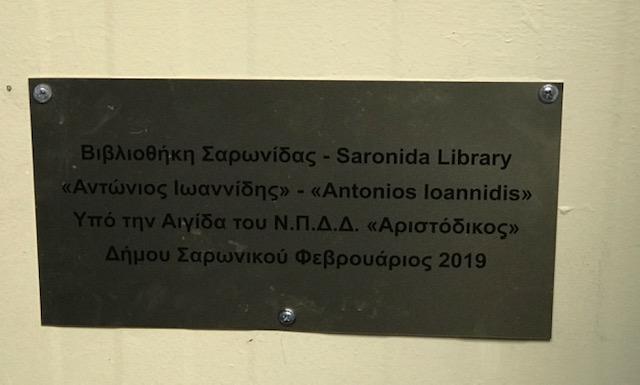 Βιβλιοθήκη Σαρωνίδας - Saronida Library
«Αντώνιος Ιωαννίδης» - «Antonios Ioannidis»
Υπό την Αιγίδα του Ν.Π.Δ.Δ. «Αριστόδικος»
Δήμου Σαρωνικού Φεβρουάριος 2019